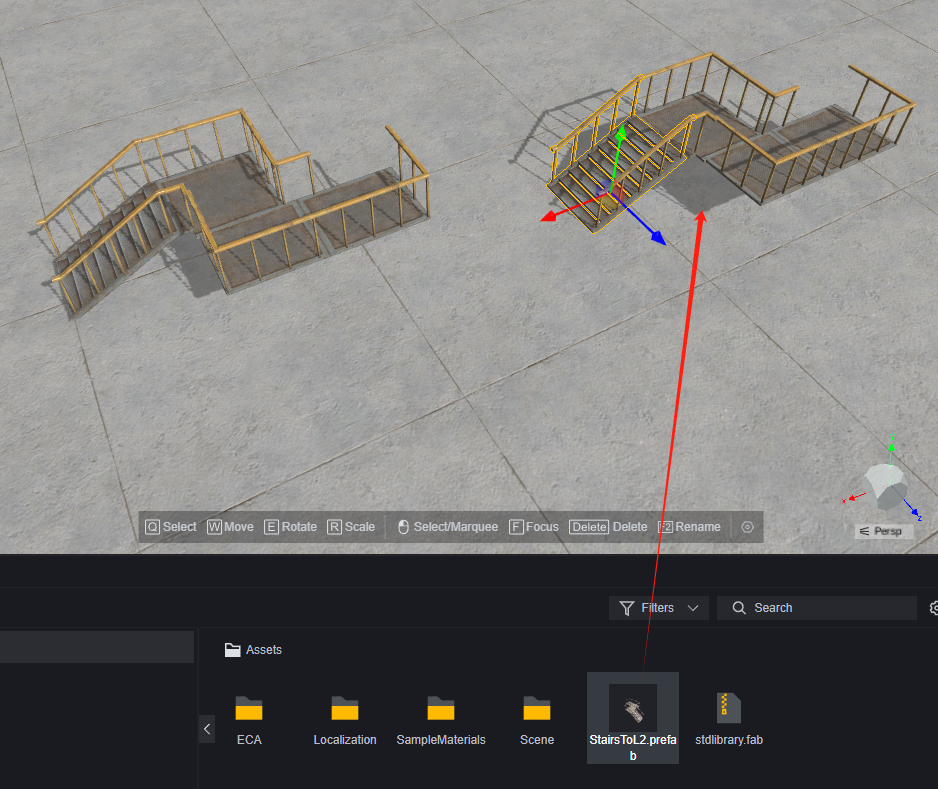 Y
X
Z
Q Select W Move E Rotate R Scale Select/Marquee F Focus Delete Delete F2 Rename
Persp
Filters Search
Assets
ECA Localization SampleMaterials Scene StairsToL2.prefa stdlibrary.fab
b